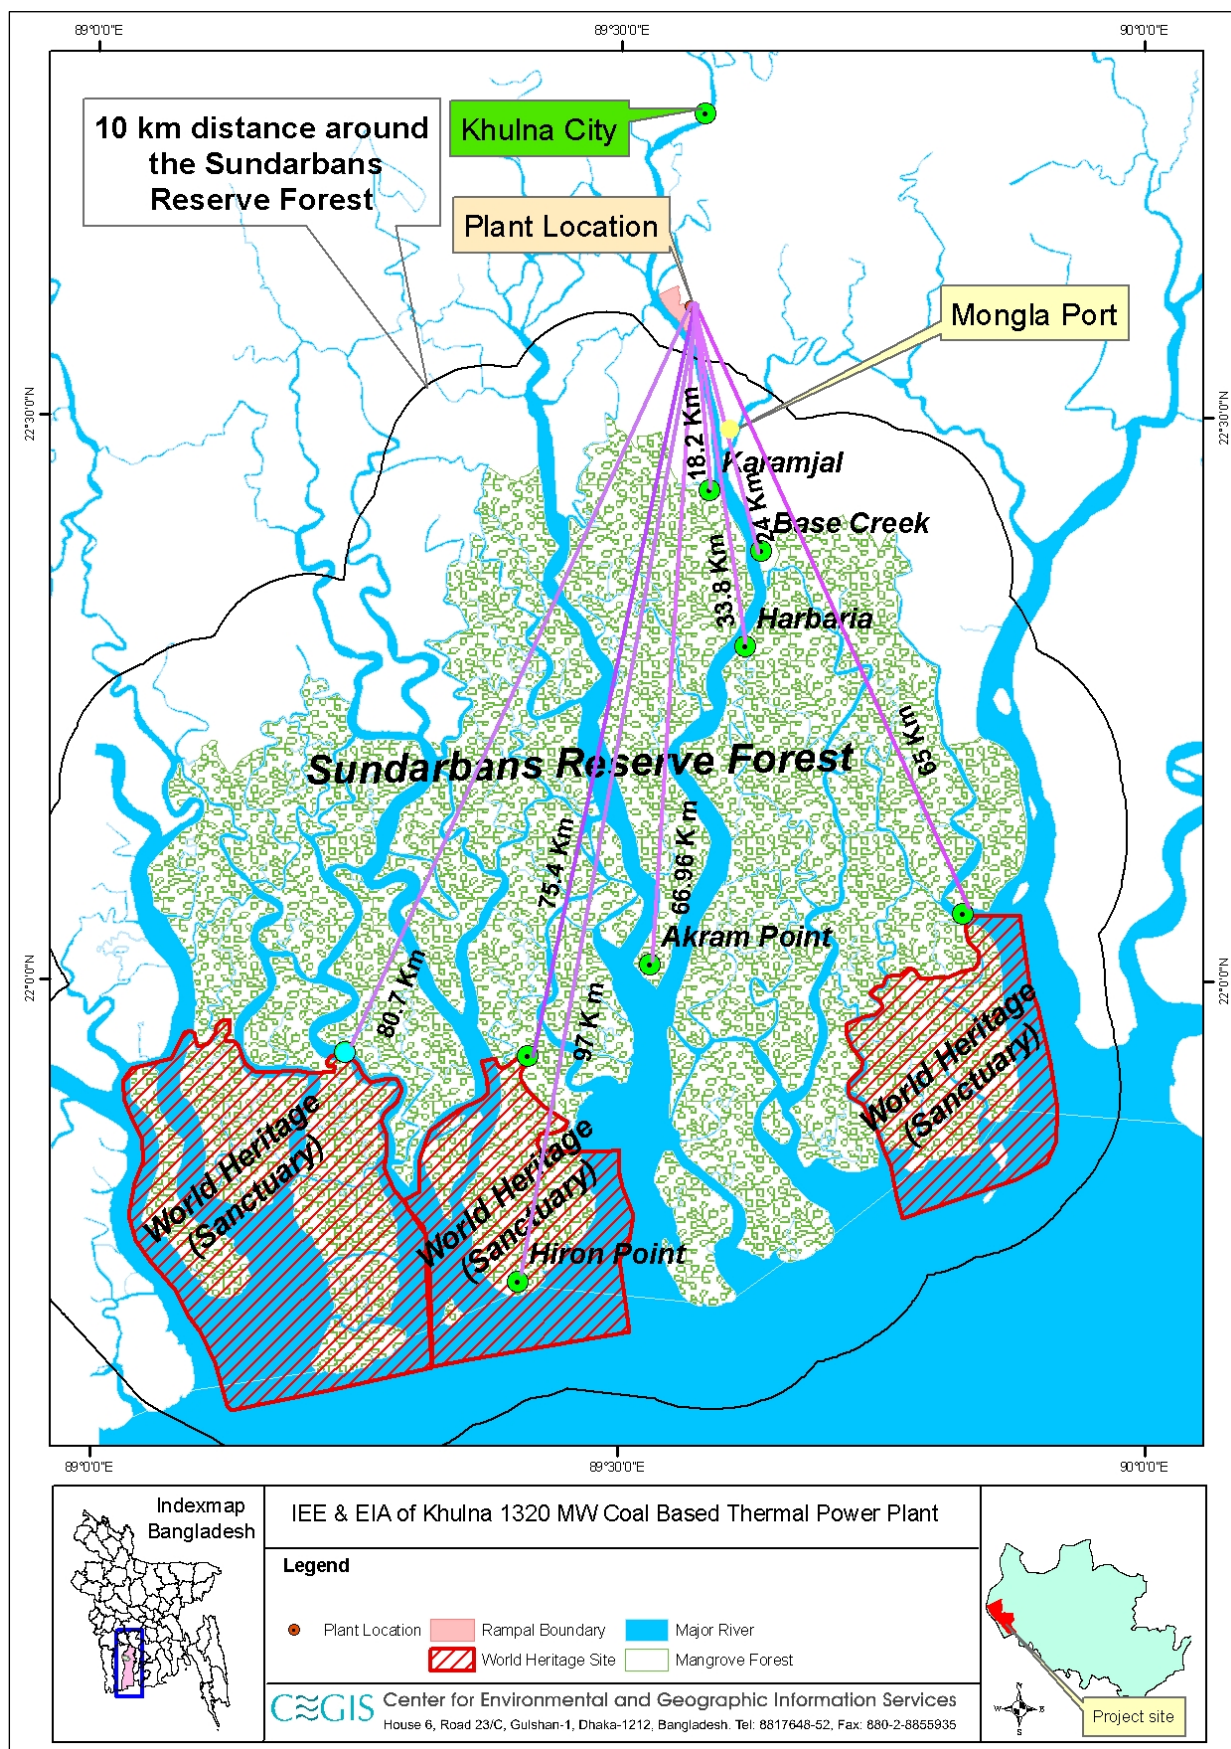 89°0'0"E
89°30'0"E
90°0'0"E
10 km distance around
the Sundarbans
Reserve Forest
Khulna City
Plant Location
Mongla Port
22°30'0"N
22°30'0"N
18.2 Km
Karamjal
24 Km
Base Creek
33.8 Km
Harbaria
65 Km
Sundarbans Reserve Forest
75.4 Km
66.96 K m
Akram Point
80.7 Km
97 K m
22°0'0"N
22°0'0"N
World Heritage
(Sanctuary)
World Heritage
(Sanctuary)
World Heritage
(Sanctuary)
Hiron Point
89°0'0"E
89°30'0"E
90°0'0"E
Indexmap
Bangladesh
IEE & EIA of Khulna 1320 MW Coal Based Thermal Power Plant
Legend
Plant Location
Rampal Boundary
Major River
World Heritage Site
Mangrove Forest
CEGIS Center for Environmental and Geographic Information Services
House 6, Road 23/C, Gulshan-1, Dhaka-1212, Bangladesh. Tel: 8817648-52, Fax: 880-2-8855935
N
W E
S
Project site